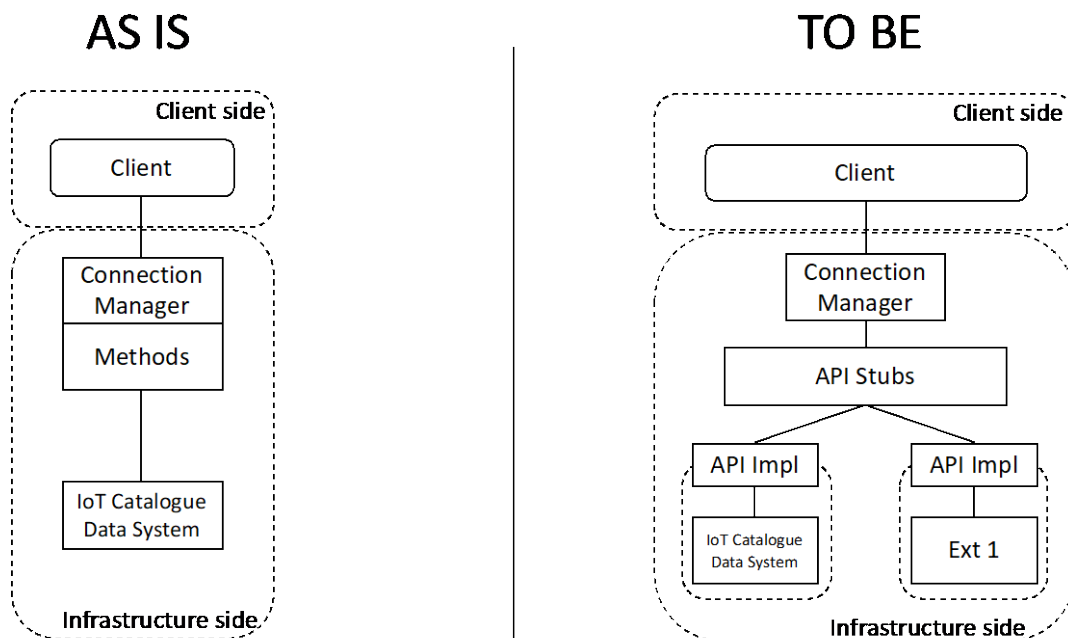 AS IS
Client side
Client
Connection
Manager
Methods
IoT Catalogue
Data System
Infrastructure side
TO BE
Client side
Client
Connection
Manager
API Stubs
API Impl
API Impl
IoT Catalogue
Data System
Ext 1
Infrastructure side